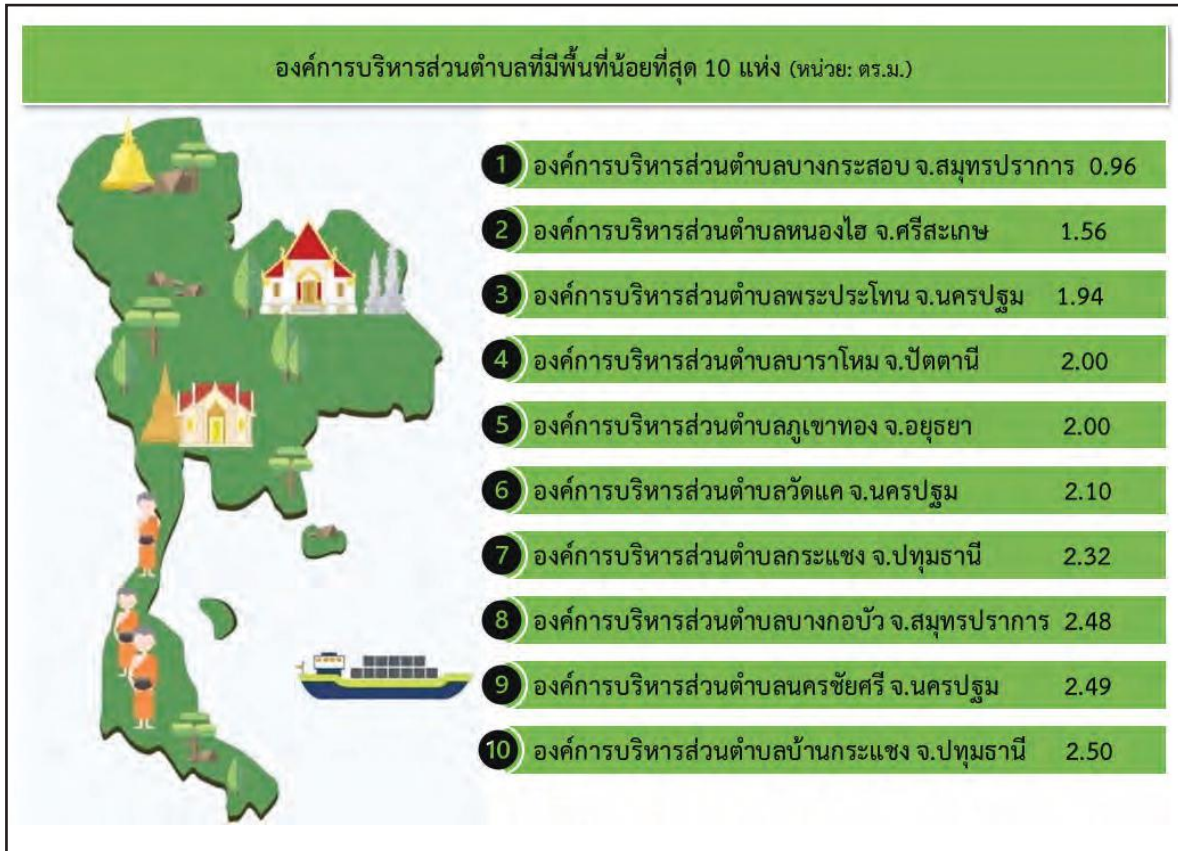 องค์การบริหารส่วนตำบลที่มีพื้นที่น้อยที่สุด 10 แห่ง (หน่วย: ตร.ม.)
1 องค์การบริหารส่วนตำบลบางกระสอบ จ.สมุทรปราการ 0.96
2 องค์การบริหารส่วนตำบลหนองไฮ จ.ศรีสะเกษ 1.56
3 องค์การบริหารส่วนตำบลพระประโทน จ.นครปฐม 1.94
4 องค์การบริหารส่วนตำบลบาราโหม จ.ปัตตานี 2.00
5 องค์การบริหารส่วนตำบลภูเขาทอง จ.อยุธยา 2.00
6 องค์การบริหารส่วนตำบลวัดแค จ.นครปฐม 2.10
7 องค์การบริหารส่วนตำบลกระแชง จ.ปทุมธานี 2.32
8 องค์การบริหารส่วนตำบลบางกอบัว จ.สมุทรปราการ 2.48
9 องค์การบริหารส่วนตำบลนครชัยศรี จ.นครปฐม 2.49
10 องค์การบริหารส่วนตำบลบ้านกระแชง จ.ปทุมธานี 2.50